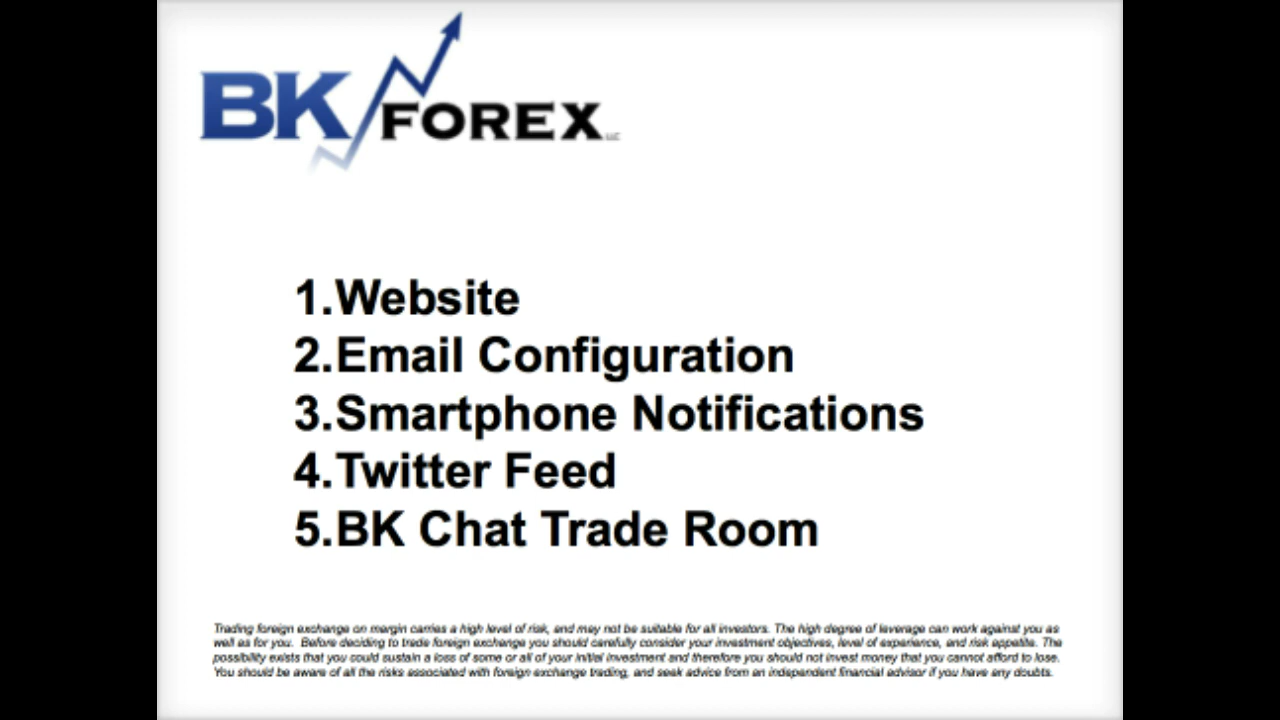 BK FOREX LLC
1.Website
2.Email Configuration
3.Smartphone Notifications
4.Twitter Feed
5.BK Chat Trade Room
Trading foreign exchange on margin carries a high level of risk, and may not be suitable for all investors. The high degree of leverage can work against you as
well as for you.  Before deciding to trade foreign exchange you should carefully consider your investment objectives, level of experience, and risk appetite. The
possibility exists that you could sustain a loss of some or all of your initial investment and therefore you should not invest money that you cannot afford to lose.
You should be aware of all the risks associated with foreign exchange trading, and seek advice from an independent financial advisor if you have any doubts.